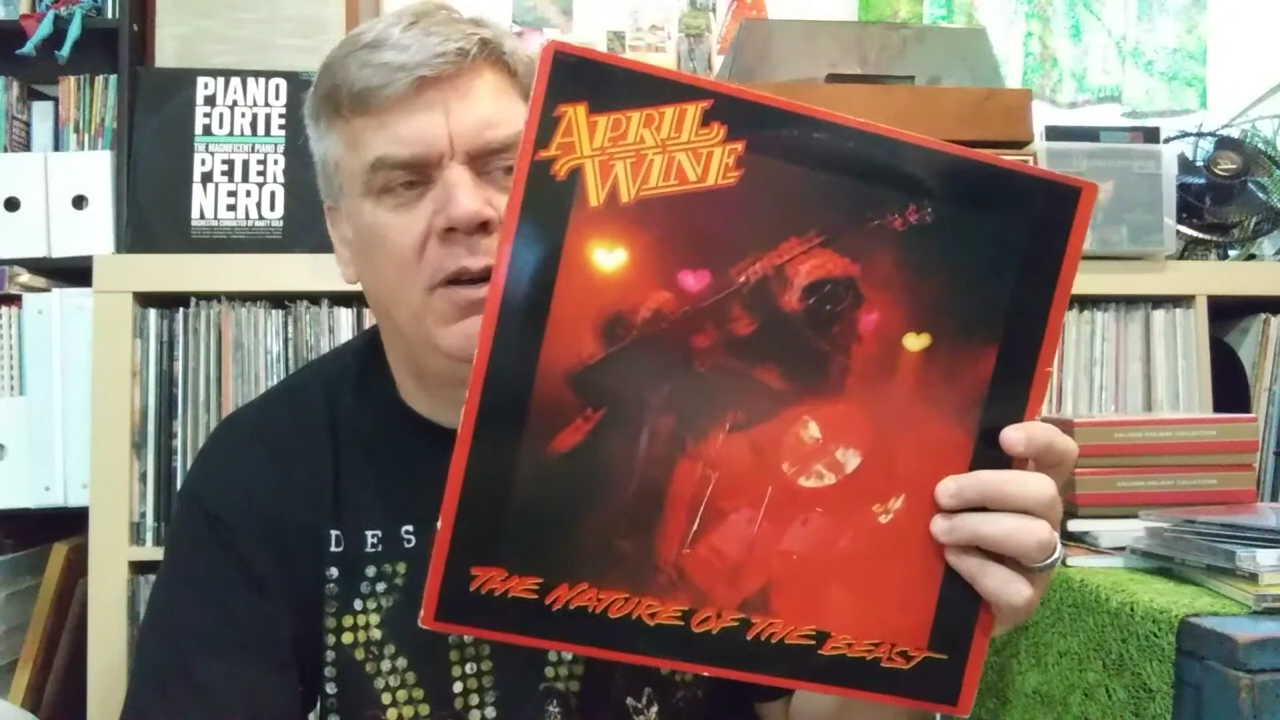 PIANO
FORTE
THE MAGNIFICENT PIANO OF
PETER
NERO
ORCHESTRA CONDUCTED BY MARTY GOLD
APRIL
WINE
THE NATURE OF THE BEAST
DES